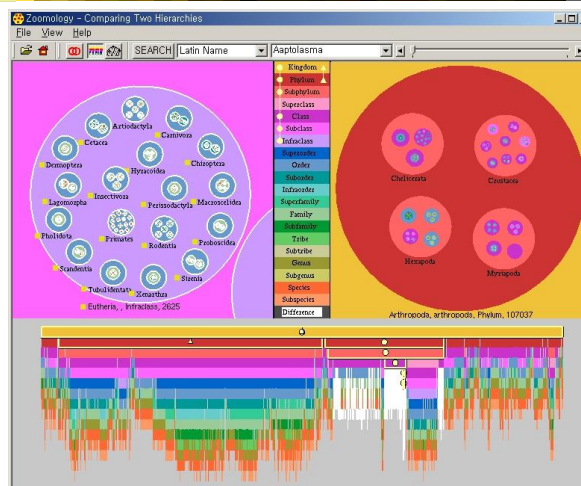 Zoomology - Comparing Two Hierarchies
File View Help
SEARCH Latin Name Aaptolasma
Artiodactyla
Carnivora
Cetacea
Chiroptera
Dermoptera
Hyracoidea
Insectivora
Lagomorpha
Perissodactyla
Macroscelidea
Pholidota
Primates
Rodentia
Proboscidea
Scandentia
Sirenia
Tubulidentata
Xenarthra
Eutheria, , Infraclass, 2625
Kingdom
Phylum
Subphylum
Superclass
Class
Subclass
Infraclass
Superorder
Order
Suborder
Infraorder
Superfamily
Family
Subfamily
Tribe
Subtribe
Genus
Subgenus
Species
Subspecies
Difference
Chelicerata
Crustacea
Hexapoda
Myriapoda
Arthropoda, arthropods, Phylum, 107037